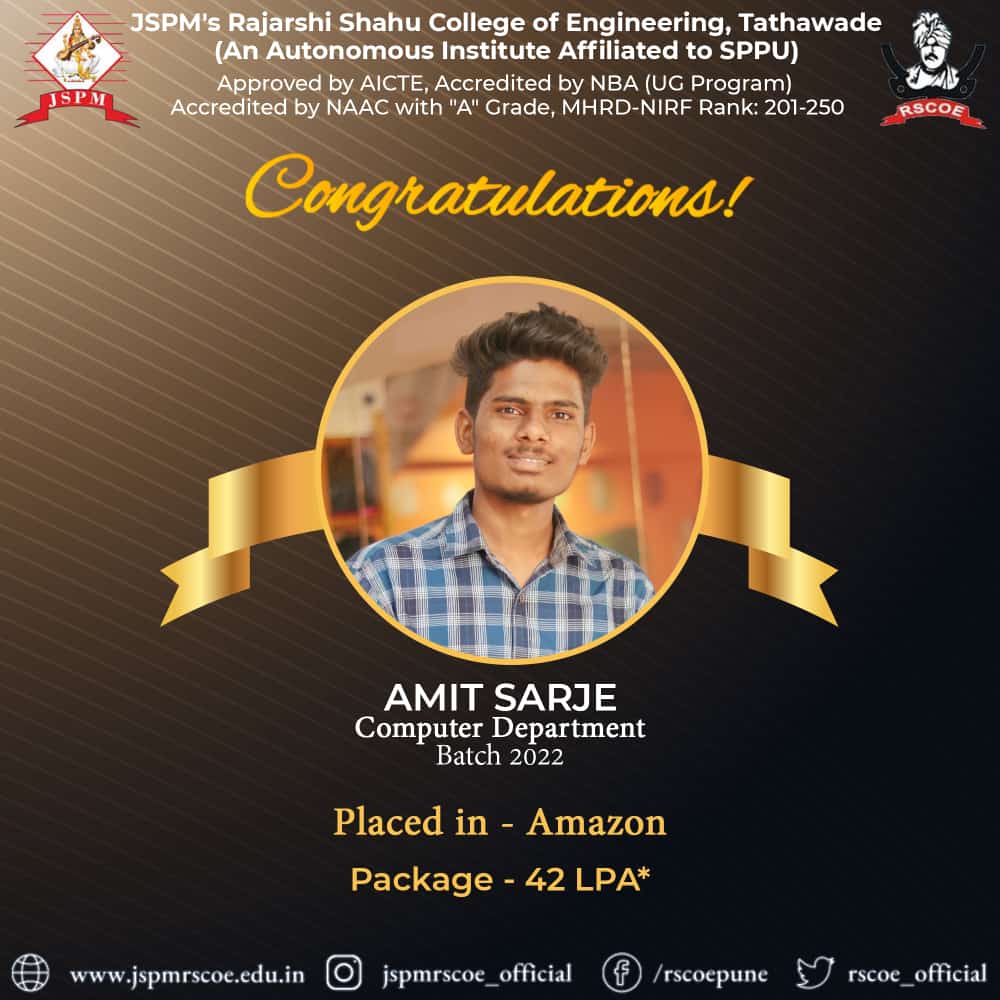 JSPM's Rajarshi Shahu College of Engineering, Tathawade
(An Autonomous Institute Affiliated to SPPU)
Approved by AICTE, Accredited by NBA (UG Program)
Accredited by NAAC with "A" Grade, MHRD-NIRF Rank: 201-250
JSPM
RSCOE
Congratulations!
AMIT SARJE
Computer Department
Batch 2022
Placed in - Amazon
Package - 42 LPA*
www.jspmrscoe.edu.in jspmrscoe_official /rscoepune rscoe_official